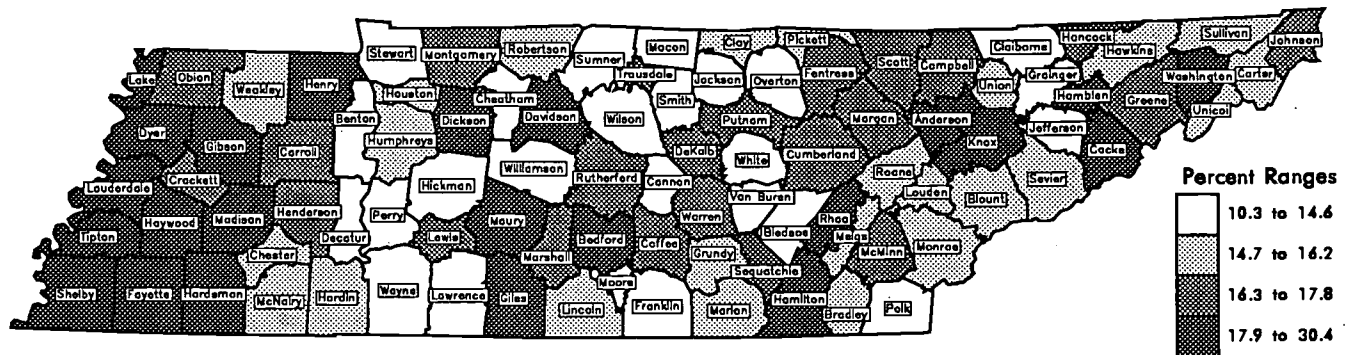 Stewart
Montgomery
Robertson
Sumner
Macon
Clay
Pickett
Claiborne
Hancock
Hawkins
Sullivan
Johnson
Lake
Obion
Weakley
Henry
Houston
Cheatham
Trausdale
Jackson
Overton
Fentress
Scott
Campbell
Union
Grainger
Hamblen
Washington
Carter
Benton
Dickson
Davidson
Wilson
Smith
Putnam
Morgan
Anderson
Knox
Jefferson
Greene
Unicoi
Dyer
Gibson
Carroll
Humphreys
Williamson
Rutherford
DeKalb
White
Cumberland
Roane
Louden
Blount
Sevier
Cocke
Lauderdale
Crockett
Haywood
Madison
Henderson
Decatur
Perry
Hickman
Maury
Cannon
Warren
Van Buren
Bledsoe
Rhea
Meigs
McMinn
Monroe
Tipton
Chester
Lewis
Marshall
Bedford
Coffee
Grundy
Sequatchie
Shelby
Fayette
Hardeman
McNairy
Hardin
Wayne
Lawrence
Giles
Lincoln
Moore
Franklin
Marion
Hamilton
Bradley
Polk
Percent Ranges
10.3 to 14.6
14.7 to 16.2
16.3 to 17.8
17.9 to 30.4